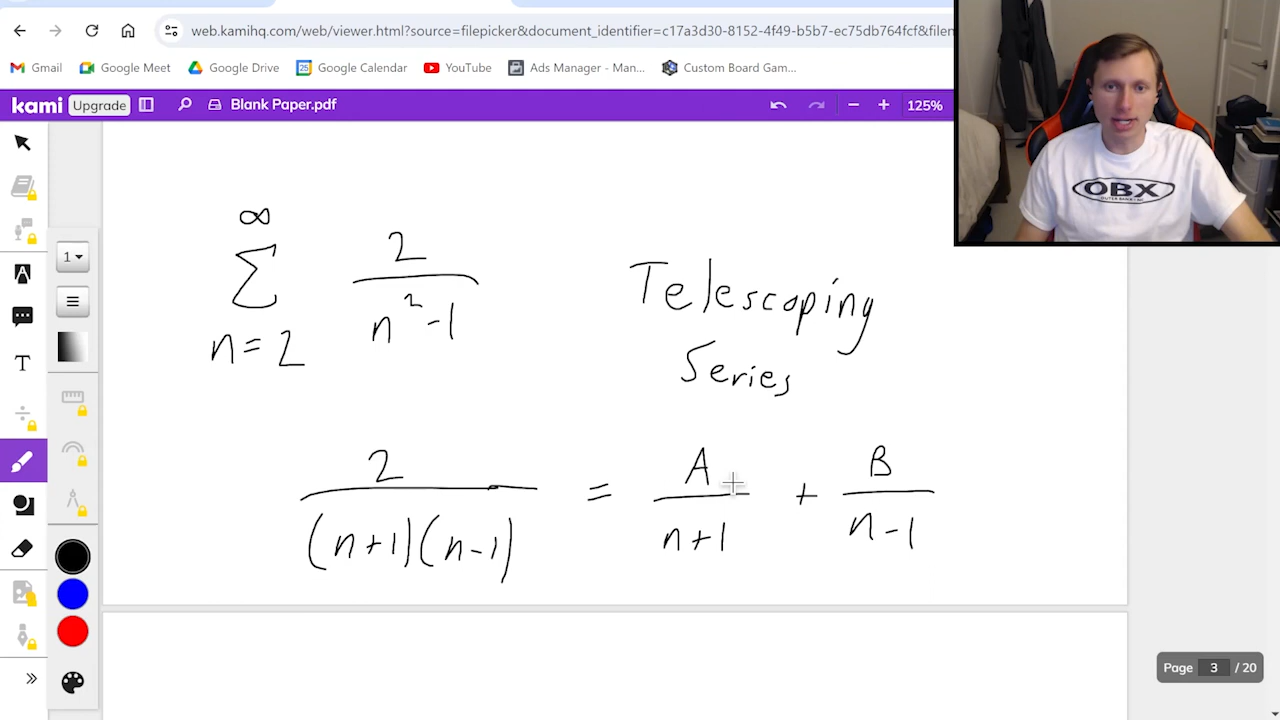 web.kamihq.com/web/viewer.html?source=filepicker&document_identifier=c17a3d30-8152-4f49-b5b7-ec75db764fcf&filen
Gmail Google Meet Google Drive 25 Google Calendar YouTube Ads Manager - Man... Custom Board Gam...
kami Upgrade Blank Paper.pdf 125%
OBX
∞
∑ 2/(n²-1)
n=2
Telescoping
Series
2/((n+1)(n-1)) = A/(n+1) + B/(n-1)
1
A
T
Page 3 / 20